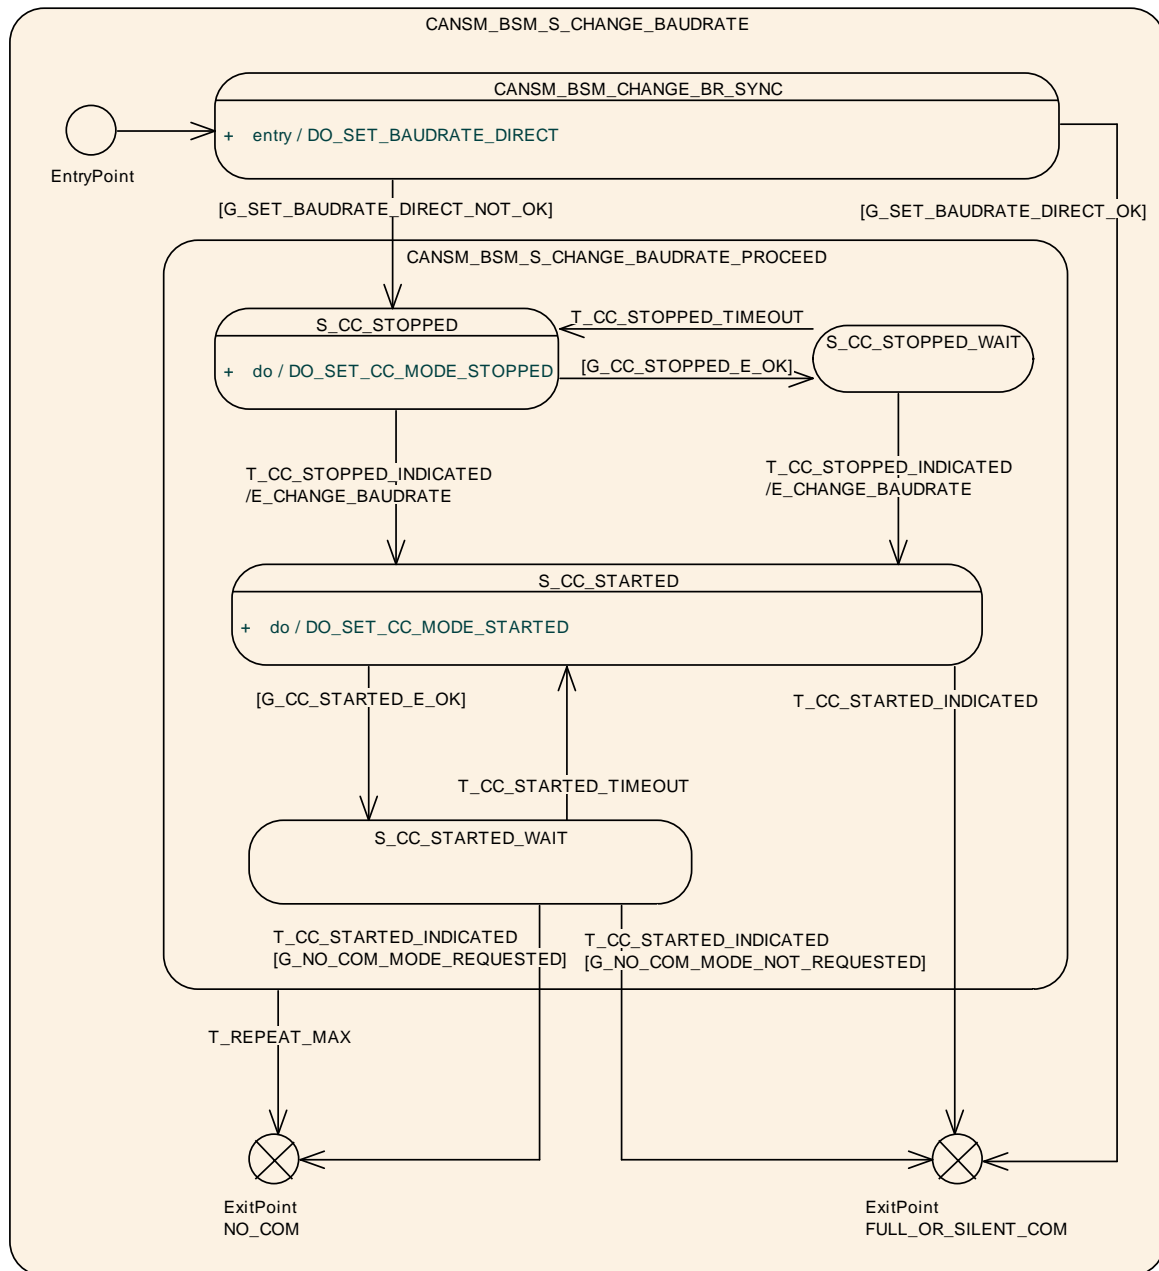 CANSM_BSM_S_CHANGE_BAUDRATE
CANSM_BSM_CHANGE_BR_SYNC
+ entry / DO_SET_BAUDRATE_DIRECT
EntryPoint
[G_SET_BAUDRATE_DIRECT_NOT_OK]
[G_SET_BAUDRATE_DIRECT_OK]
CANSM_BSM_S_CHANGE_BAUDRATE_PROCEED
S_CC_STOPPED
T_CC_STOPPED_TIMEOUT
S_CC_STOPPED_WAIT
+ do / DO_SET_CC_MODE_STOPPED
[G_CC_STOPPED_E_OK]
T_CC_STOPPED_INDICATED
/E_CHANGE_BAUDRATE
T_CC_STOPPED_INDICATED
/E_CHANGE_BAUDRATE
S_CC_STARTED
+ do / DO_SET_CC_MODE_STARTED
[G_CC_STARTED_E_OK]
T_CC_STARTED_INDICATED
T_CC_STARTED_TIMEOUT
S_CC_STARTED_WAIT
T_CC_STARTED_INDICATED
[G_NO_COM_MODE_REQUESTED]
T_CC_STARTED_INDICATED
[G_NO_COM_MODE_NOT_REQUESTED]
T_REPEAT_MAX
ExitPoint
NO_COM
ExitPoint
FULL_OR_SILENT_COM